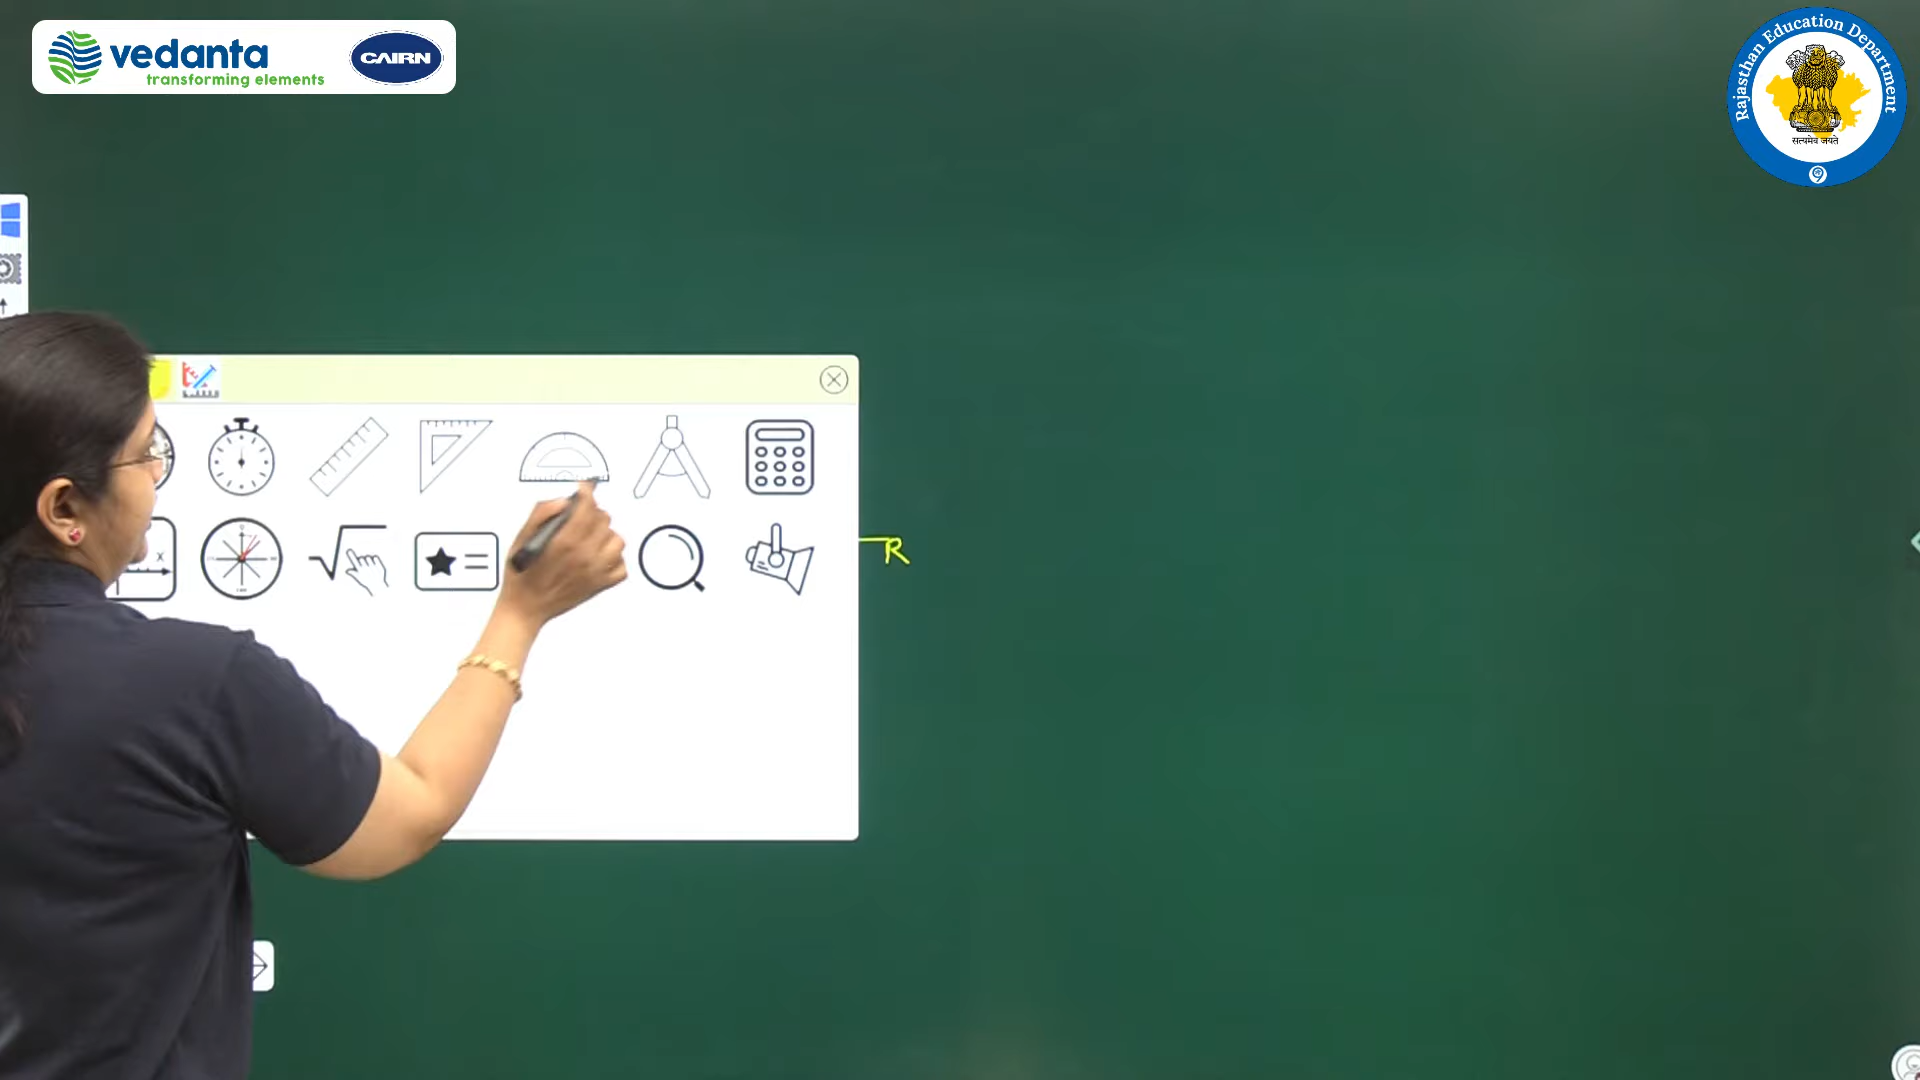 vedanta
transforming elements
CAIRN
Rajasthan Education Department
सत्यमेव जयते
R
x